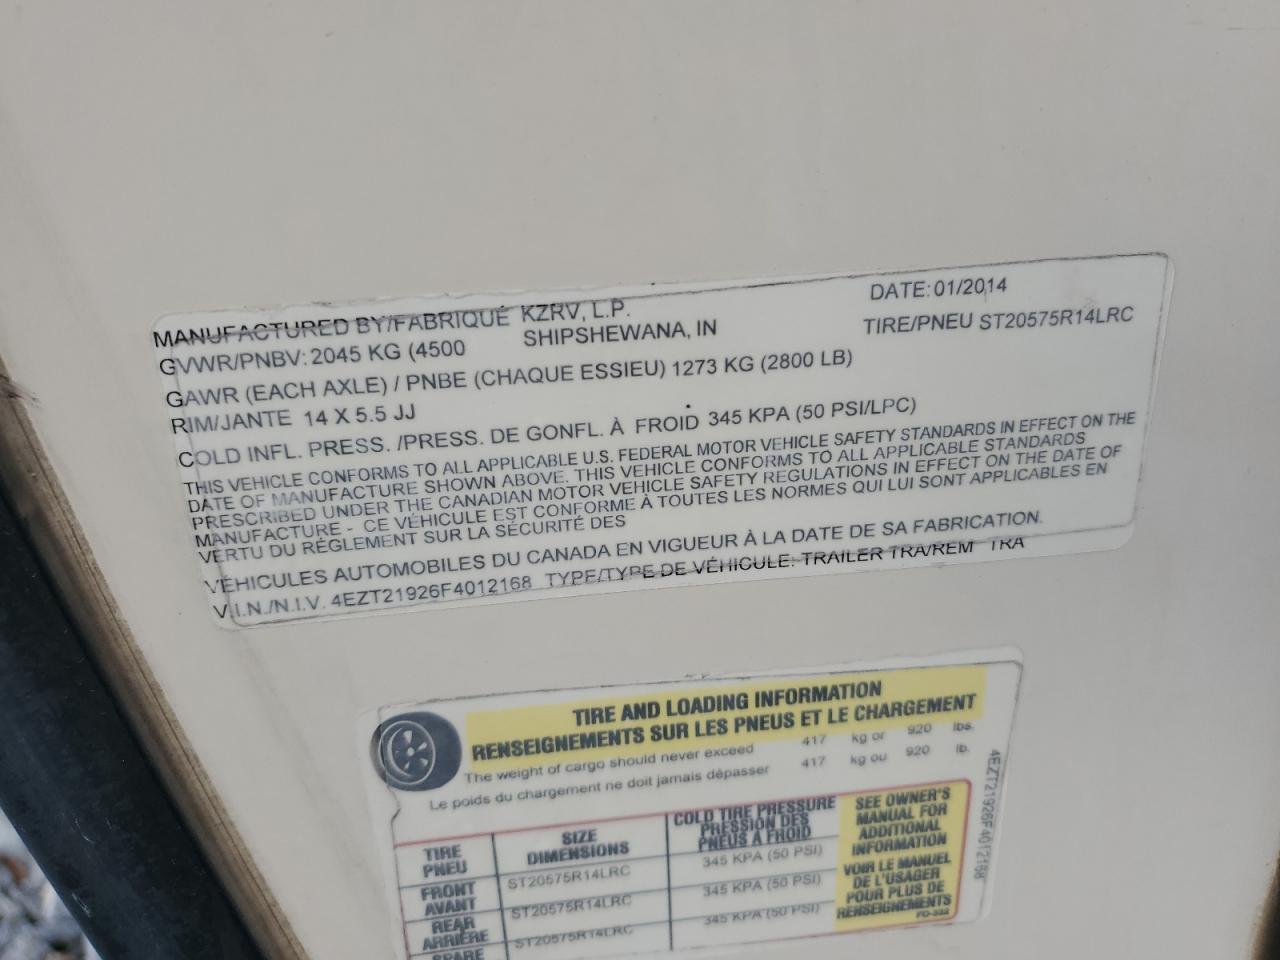 MANUFACTURED BY/FABRIQUÉ KZRV, L.P. DATE: 01/2014
SHIPSHEWANA, IN
GVWR/PNBV: 2045 KG (4500 TIRE/PNEU ST20575R14LRC
GAWR (EACH AXLE) / PNBE (CHAQUE ESSIEU) 1273 KG (2800 LB)
RIM/JANTE 14 X 5.5 JJ
COLD INFL. PRESS. /PRESS. DE GONFL. À FROID 345 KPA (50 PSI/LPC)
THIS VEHICLE CONFORMS TO ALL APPLICABLE U.S. FEDERAL MOTOR VEHICLE SAFETY STANDARDS IN EFFECT ON THE
DATE OF MANUFACTURE SHOWN ABOVE. THIS VEHICLE CONFORMS TO ALL APPLICABLE STANDARDS
PRESCRIBED UNDER THE CANADIAN MOTOR VEHICLE SAFETY REGULATIONS IN EFFECT ON THE DATE OF
MANUFACTURE - CE VÉHICULE EST CONFORME À TOUTES LES NORMES QUI LUI SONT APPLICABLES EN
VERTU DU RÉGLEMENT SUR LA SÉCURITÉ DES
VÉHICULES AUTOMOBILES DU CANADA EN VIGUEUR À LA DATE DE SA FABRICATION.
V.I.N./N.I.V. 4EZT21926F4012168 TYPE/TYPE DE VÉHICULE: TRAILER TRA/REM TRA
TIRE AND LOADING INFORMATION
RENSEIGNEMENTS SUR LES PNEUS ET LE CHARGEMENT
The weight of cargo should never exceed 417 kg or 920 lbs.
Le poids du chargement ne doit jamais dépasser 417 kg ou 920 lb.
TIRE
PNEU
SIZE
DIMENSIONS
COLD TIRE PRESSURE
PRESSION DES
PNEUS À FROID
FRONT
AVANT
ST20575R14LRC 345 KPA (50 PSI)
REAR
ARRIÈRE
ST20575R14LRC 345 KPA (50 PSI)
SPARE
ST20575R14LRC 345 KPA (50 PSI)
SEE OWNER'S
MANUAL FOR
ADDITIONAL
INFORMATION
VOIR LE MANUEL
DE L'USAGER
POUR PLUS DE
RENSEIGNEMENTS
FO-332
4EZT21926F4012168